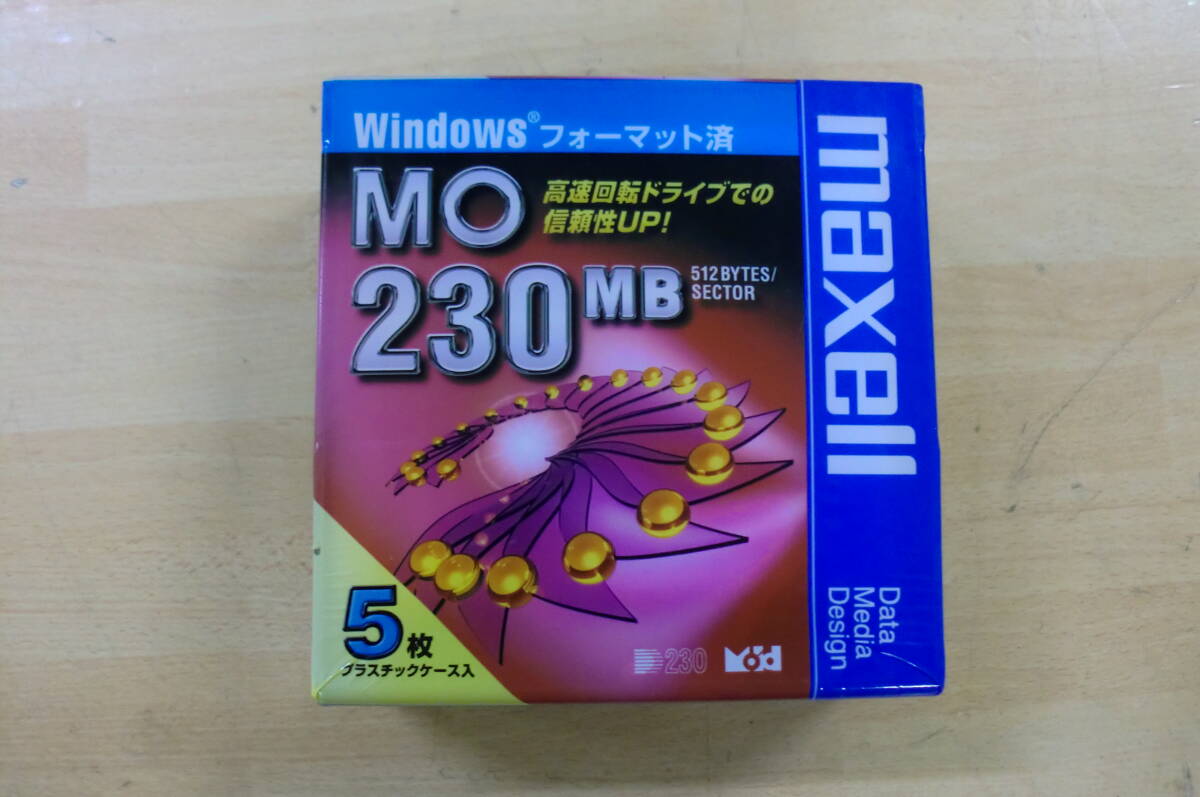 Windows® フォーマット済
MO
高速回転ドライブでの
信頼性UP!
230MB
512 BYTES/
SECTOR
5枚
プラスチックケース入
230
maxell
Data
Media
Design